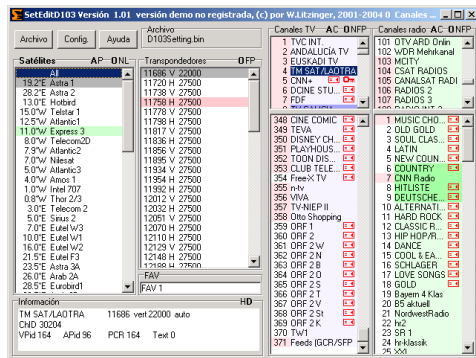 SetEditD103 Versión 1.01 versión demo no registrada, (c) por W.Litzinger, 2001-2004 0 Canales ...
Archivo
Config.
Ayuda
Archivo
D103Setting.bin
Satélites AP ONL
All
19.2°E Astra 1
28.2°E Astra 2
13.0°E Hotbird
15.0°W Telstar 1
12.5°W Atlantic1
11.0°W Express 3
8.0°W Telecom2D
7.9°W Atlantic2
7.0°W Nilesat
5.0°W Atlantic3
4.0°W Amos 1
1.0°W Intel 707
0.8°W Thor 2/3
3.0°E Telecom 2
5.0°E Sirius 2
7.0°E Eutel W3
10.0°E Eutel W1
16.0°E Eutel W2
21.5°E Eutel F3
23.5°E Astra 3A
26.0°E Arab 2A
28.5°E Eurobird1
Transpondedores OFP
11686 V 22000
11720 H 27500
11738 V 27500
11758 H 27500
11778 V 27500
11798 H 27500
11817 V 27500
11836 H 27500
11856 V 27500
11895 V 27500
11934 V 27500
11954 H 27500
11992 H 27500
12012 V 27500
12032 H 27500
12051 V 27500
12070 H 27500
12110 H 27500
12129 V 27500
12148 H 27500
FAV
FAV 1
Información HD
TM SAT/LAOTRA 11686 vert 22000 auto
ChID 30204
VPid 164 APid 96 PCR 164 Text 0
Canales TV AC ONFP
1 TVC INT.
2 ANDALUCÍA TV
3 EUSKADI TV
4 TM SAT/LAOTRA
5 CNN+
6 DCINE STU...
7 FDF
348 CINE COMIC
349 TEVA
350 DISNEY CH...
351 PLAYHOUS...
352 TOON DIS...
353 CLUB TELE...
354 Free-X TV
355 n-tv
356 VIVA
357 TV-NIEP II
358 Otto Shopping
359 ORF 1
360 ORF 2
361 ORF 2 W
362 ORF 2 N
363 ORF 2 B
364 ORF 2 O
365 ORF 2 S
366 ORF 2 T
367 ORF 2 V
368 ORF 2 St
369 ORF 2 K
370 TW1
371 Feeds (GCR/SFP
Canales radio AC ONFP
101 OTV ARD Onlin
102 WDR Mehrkanal
103 MCITY
104 CSAT RADIOS
105 CANALSAT RADI
106 RADIOS 2
107 RADIOS 3
1 MUSIC CHO...
2 OLD GOLD
3 SOUL CLAS...
4 LATIN
5 NEW COUN...
6 COUNTRY
7 CNN Radio
8 HITLISTE
9 DEUTSCHE...
10 ALTERNATI...
11 HARD ROCK
12 CLASSIC R...
13 HIP HOP/R...
14 DANCE
15 COOL & EA...
16 SCHLAGER
17 LOVE SONGS
18 GOLD
19 Bayern 4 Klas
20 B5 aktuell
21 NordwestRadio
22 hr2
23 SR 1
24 hr-klassik
25 XXL